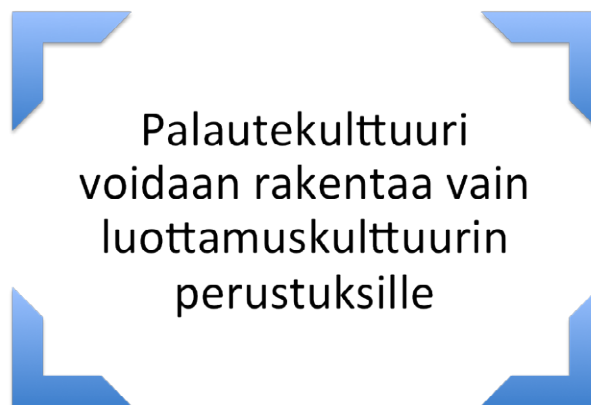 Palautekulttuuri
voidaan rakentaa vain
luottamuskulttuurin
perustuksille